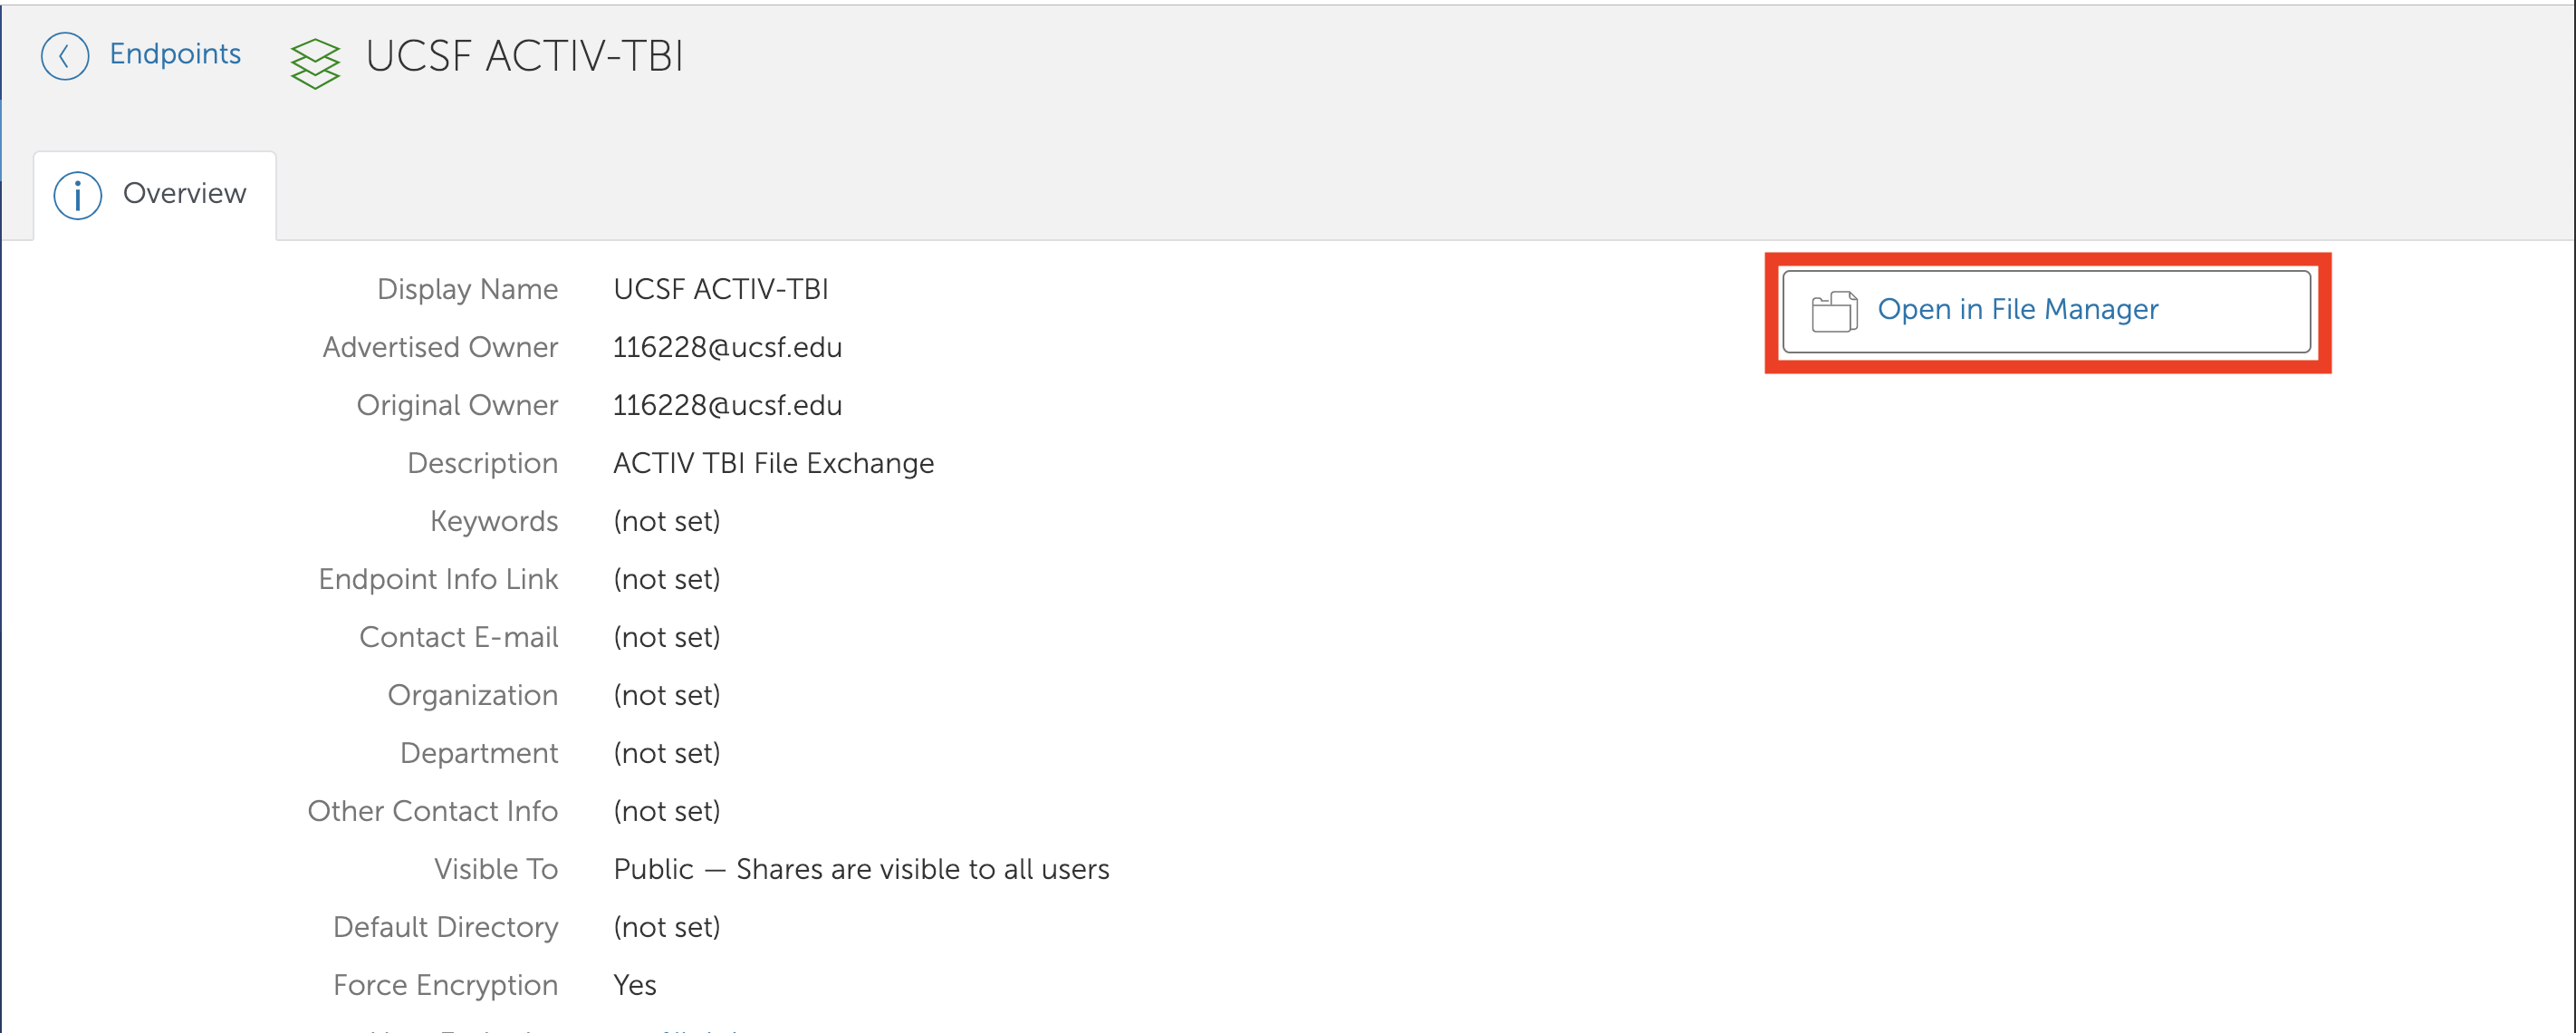 Endpoints UCSF ACTIV-TBI
Overview
Open in File Manager
Display Name UCSF ACTIV-TBI
Advertised Owner 116228@ucsf.edu
Original Owner 116228@ucsf.edu
Description ACTIV TBI File Exchange
Keywords (not set)
Endpoint Info Link (not set)
Contact E-mail (not set)
Organization (not set)
Department (not set)
Other Contact Info (not set)
Visible To Public — Shares are visible to all users
Default Directory (not set)
Force Encryption Yes